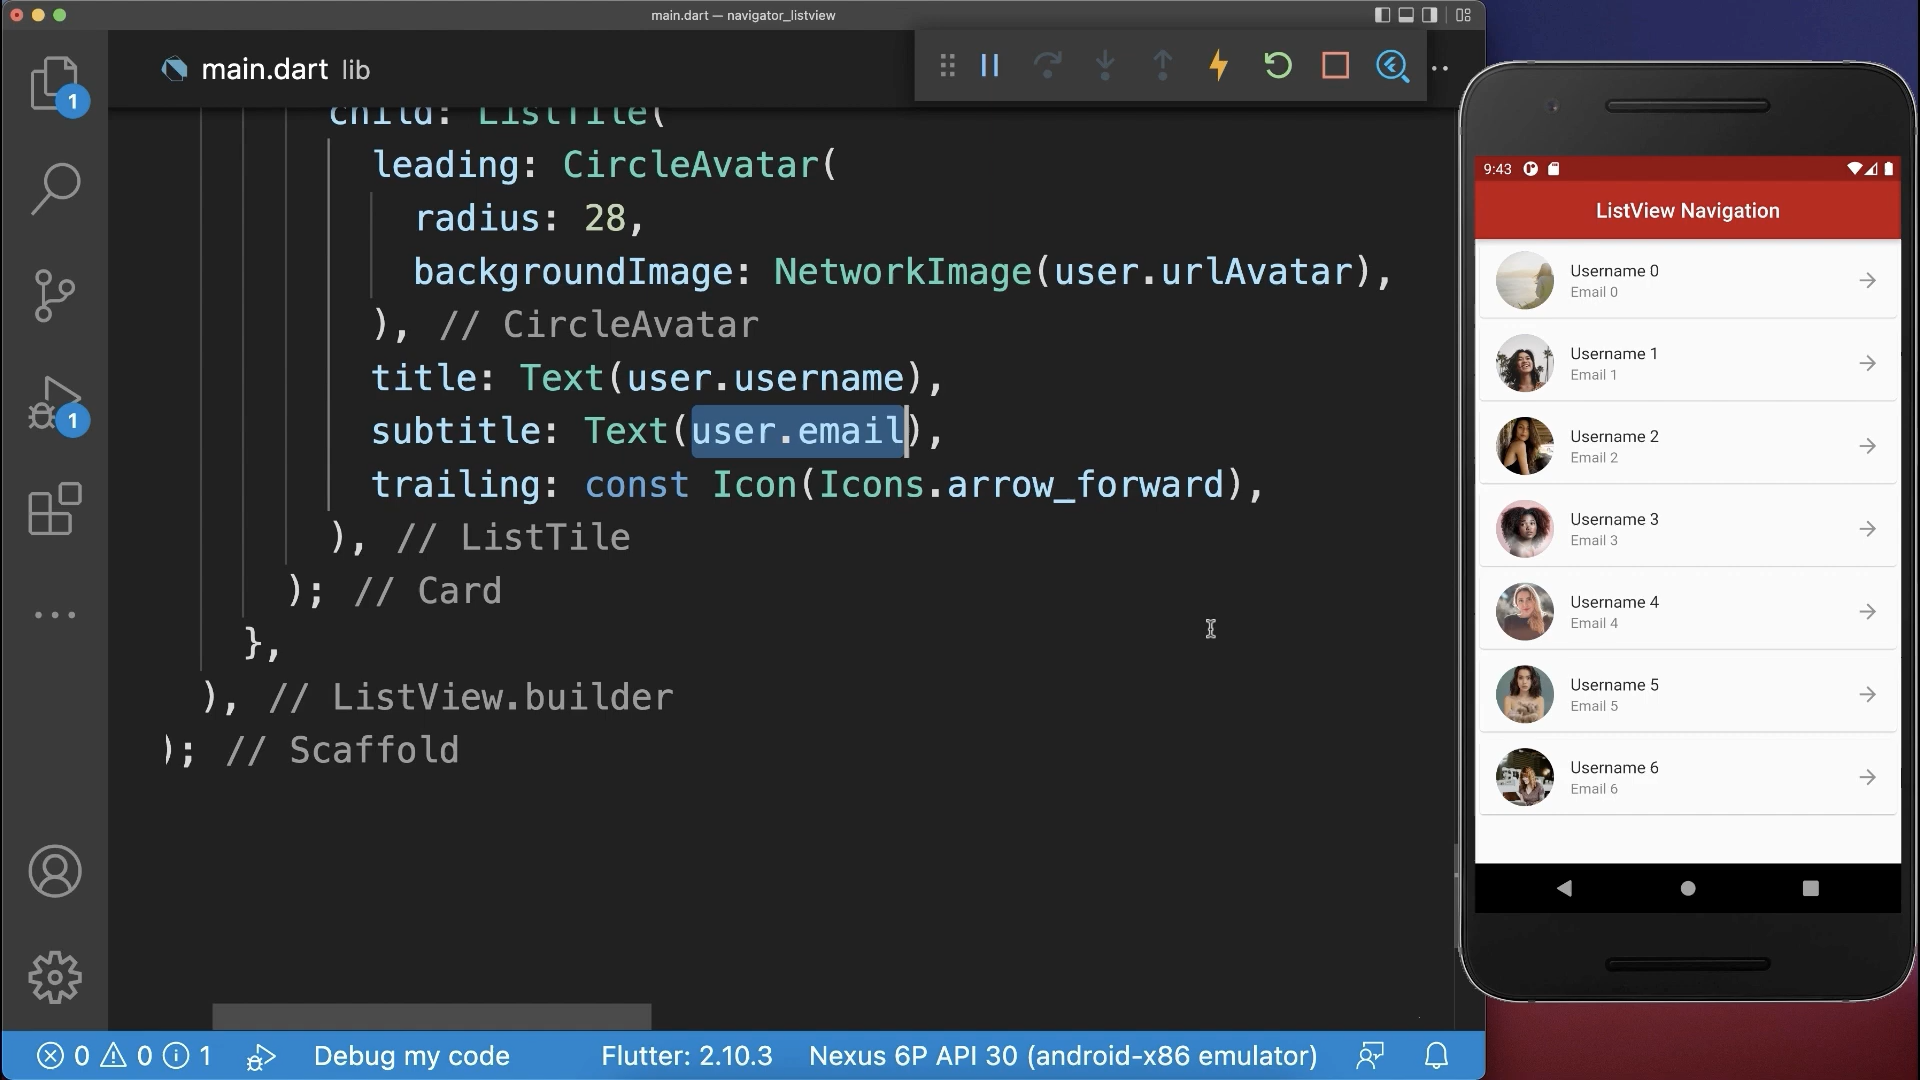 main.dart — navigator_listview
main.dart lib
child: ListTile(
leading: CircleAvatar(
radius: 28,
backgroundImage: NetworkImage(user.urlAvatar),
), // CircleAvatar
title: Text(user.username),
subtitle: Text(user.email),
trailing: const Icon(Icons.arrow_forward),
), // ListTile
); // Card
},
), // ListView.builder
); // Scaffold
1
1
0 0 1 Debug my code Flutter: 2.10.3 Nexus 6P API 30 (android-x86 emulator)
9:43
ListView Navigation
Username 0
Email 0
Username 1
Email 1
Username 2
Email 2
Username 3
Email 3
Username 4
Email 4
Username 5
Email 5
Username 6
Email 6